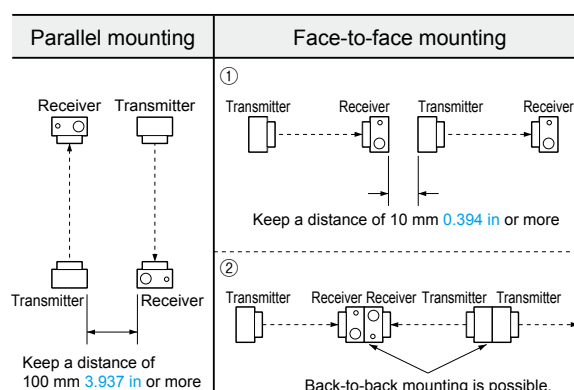 Parallel mounting
Face-to-face mounting
Receiver Transmitter
Transmitter Receiver
Keep a distance of
100 mm 3.937 in or more
①
Transmitter Receiver Transmitter Receiver
Keep a distance of 10 mm 0.394 in or more
②
Transmitter Receiver Receiver Transmitter Transmitter
Back-to-back mounting is possible.